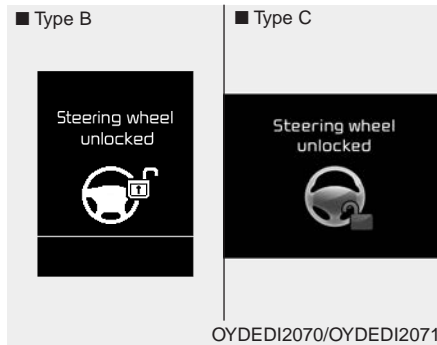 ■ Type B
■ Type C
Steering wheel
unlocked
Steering wheel
unlocked
OYDEDI2070/OYDEDI2071